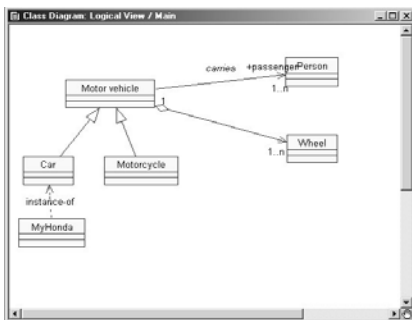 Class Diagram: Logical View / Main
carries
+passenger
Person
Motor vehicle
1
1..n
Wheel
1..n
Car
Motorcycle
instance-of
MyHonda